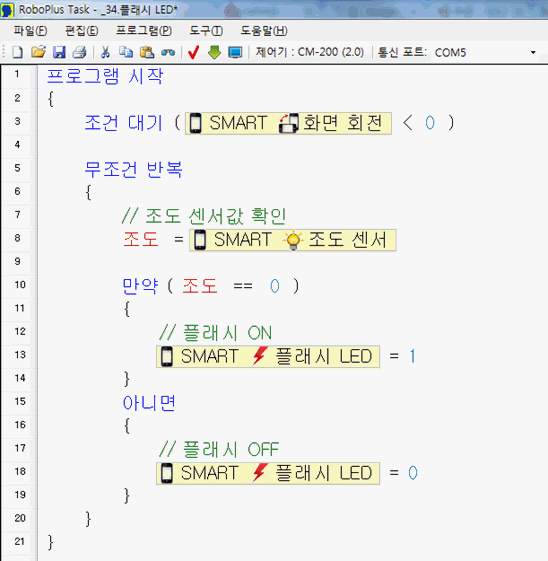 RoboPlus Task - _34.플래시 LED*
파일(F) 편집(E) 프로그램(P) 도구(T) 도움말(H)
제어기 : CM-200 (2.0) 통신 포트: COM5
1 프로그램 시작
2 {
3 조건 대기 ( SMART 화면 회전 < 0 )
4
5 무조건 반복
6 {
7 // 조도 센서값 확인
8 조도 = SMART 조도 센서
9
10 만약 ( 조도 == 0 )
11 {
12 // 플래시 ON
13 SMART 플래시 LED = 1
14 }
15 아니면
16 {
17 // 플래시 OFF
18 SMART 플래시 LED = 0
19 }
20 }
21 }